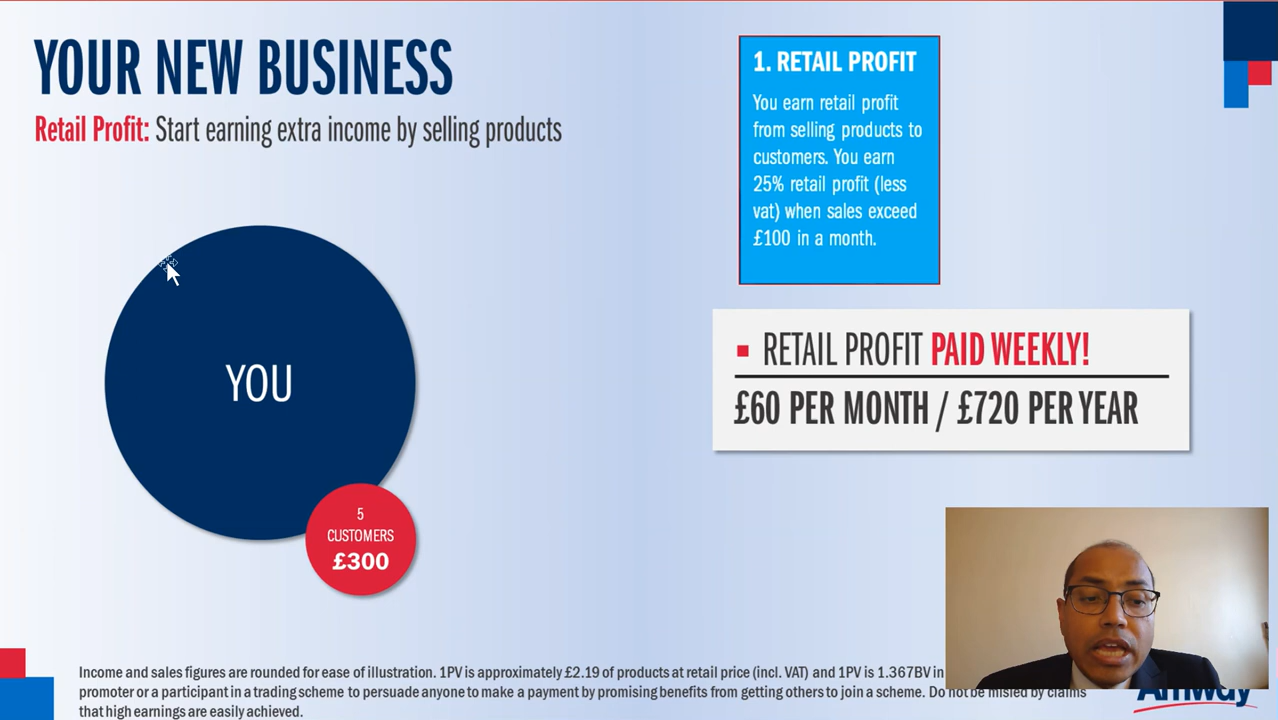 YOUR NEW BUSINESS
Retail Profit: Start earning extra income by selling products
1. RETAIL PROFIT
You earn retail profit
from selling products to
customers. You earn
25% retail profit (less
vat) when sales exceed
£100 in a month.
YOU
5
CUSTOMERS
£300
▪ RETAIL PROFIT PAID WEEKLY!
£60 PER MONTH / £720 PER YEAR
Income and sales figures are rounded for ease of illustration. 1PV is approximately £2.19 of products at retail price (incl. VAT) and 1PV is 1.367BV in
promoter or a participant in a trading scheme to persuade anyone to make a payment by promising benefits from getting others to join a scheme. Do not be misled by claims
that high earnings are easily achieved.
Amway